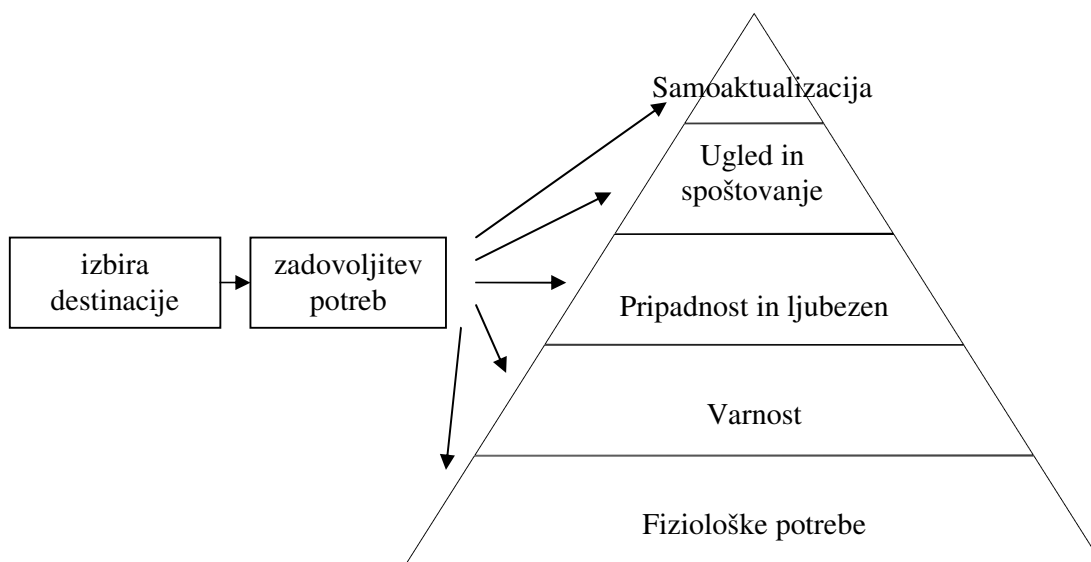 izbira
destinacije
zadovoljitev
potreb
Samoaktualizacija
Ugled in
spoštovanje
Pripadnost in ljubezen
Varnost
Fiziološke potrebe